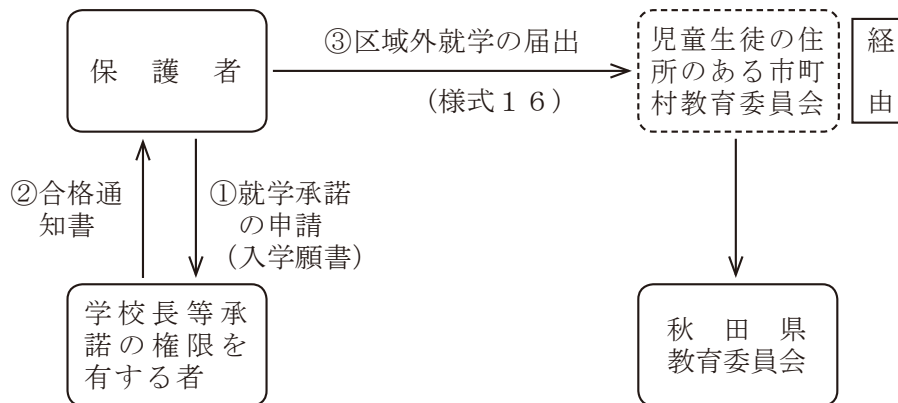 保護者
③区域外就学の届出
（様式１６）
児童生徒の住
所のある市町
村教育委員会
経由
②合格通
知書
①就学承諾
の申請
（入学願書）
学校長等承
諾の権限を
有する者
秋田県
教育委員会